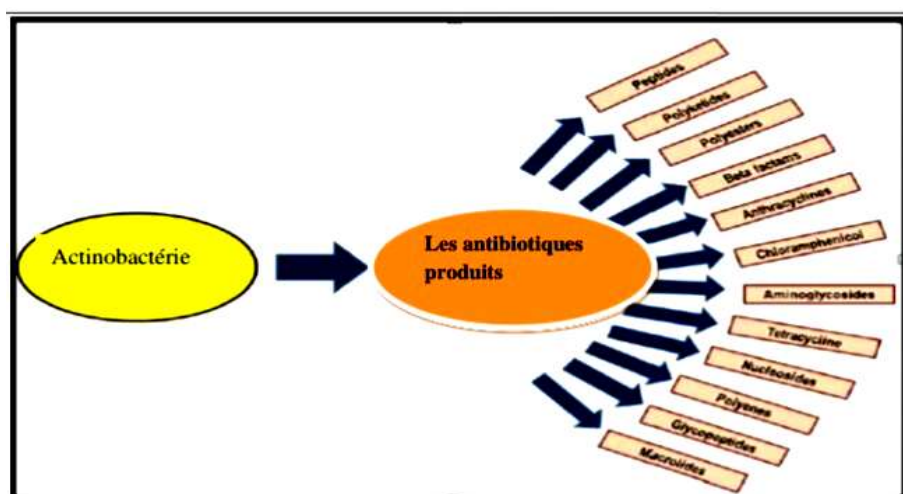 Actinobactérie
Les antibiotiques
produits
Peptides
Polyketides
Polyesters
Beta lactams
Anthracyclines
Chloramphenicol
Aminoglycosides
Tetracycline
Nucleosides
Polyenes
Glycopeptides
Macrolides